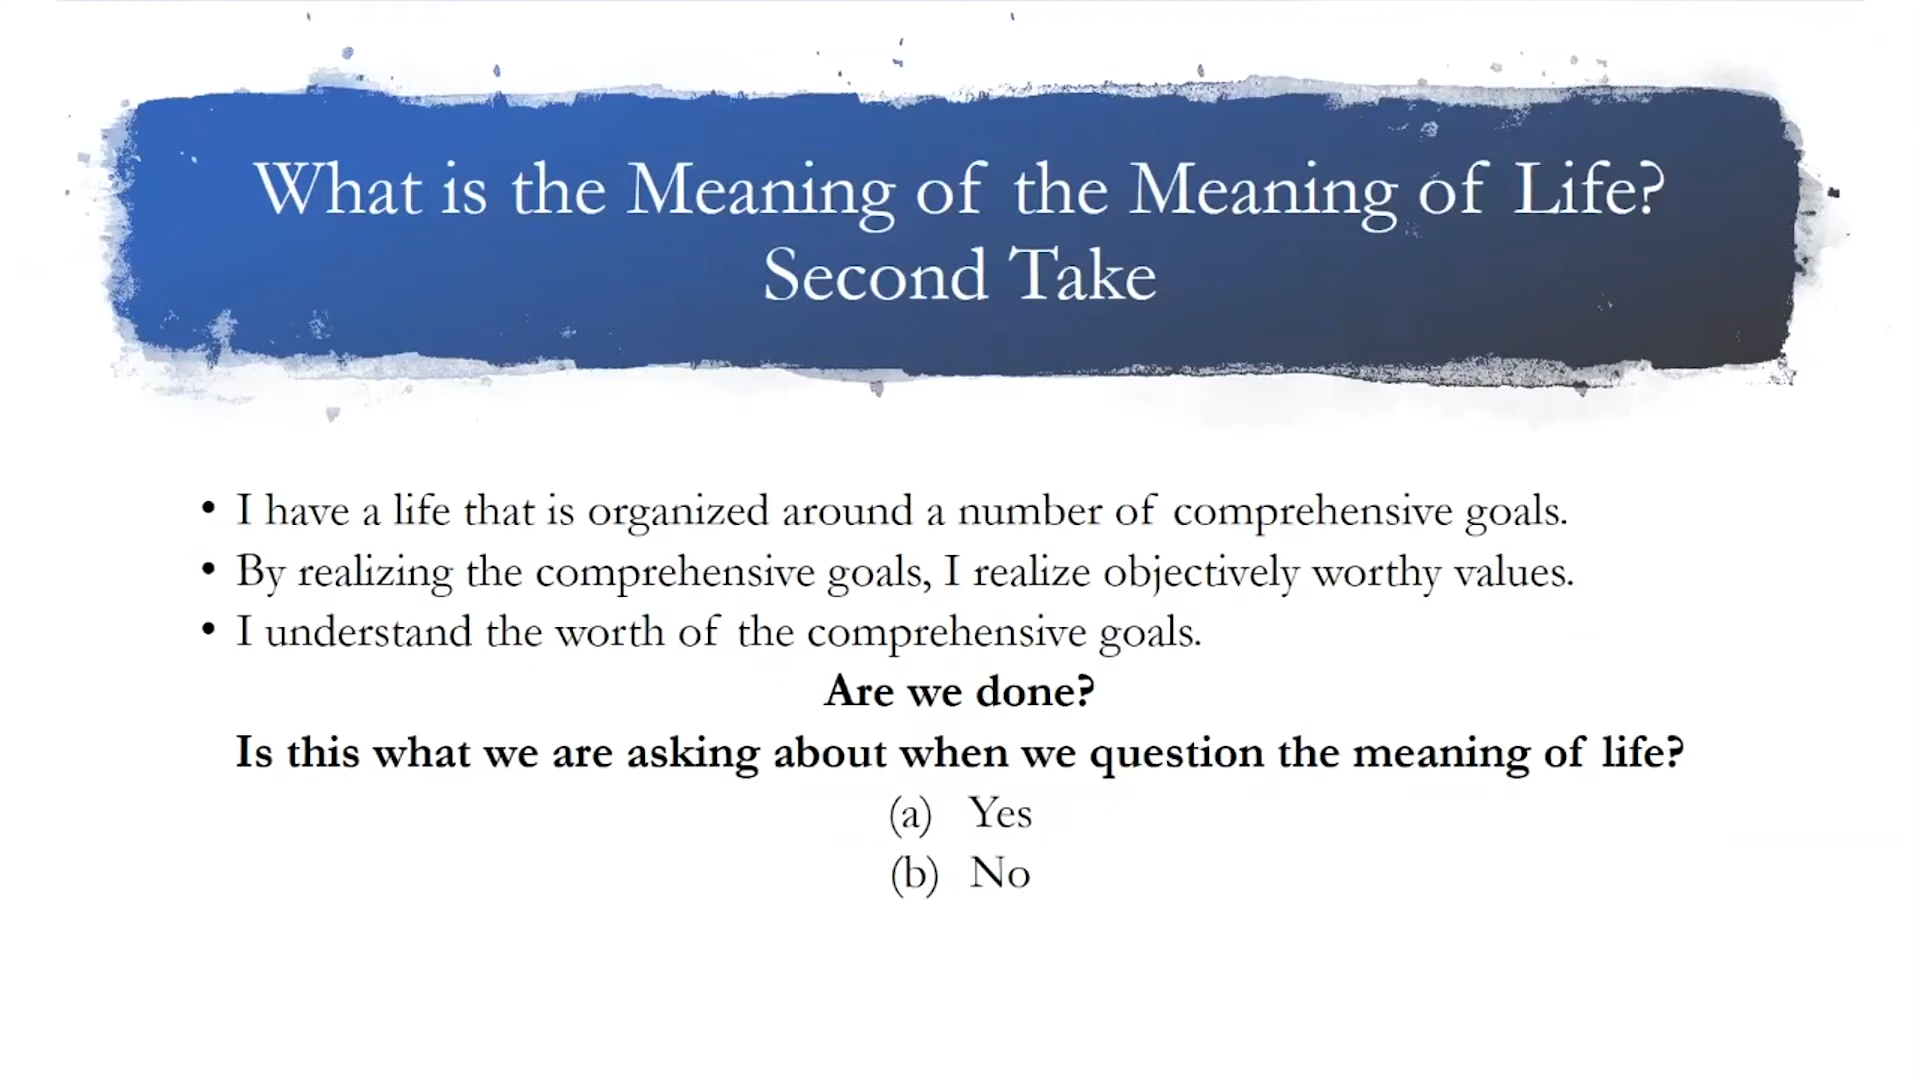 What is the Meaning of the Meaning of Life?
Second Take
• I have a life that is organized around a number of comprehensive goals.
• By realizing the comprehensive goals, I realize objectively worthy values.
• I understand the worth of the comprehensive goals.
Are we done?
Is this what we are asking about when we question the meaning of life?
(a) Yes
(b) No